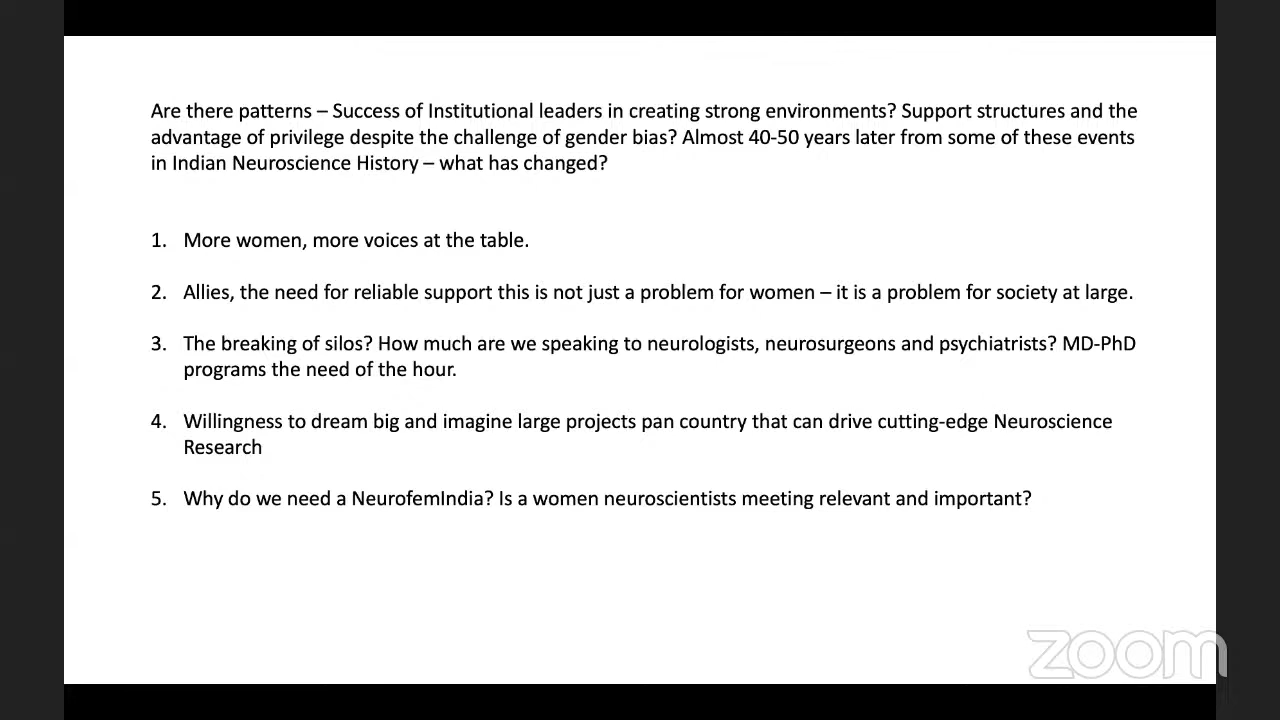 Are there patterns – Success of Institutional leaders in creating strong environments? Support structures and the
advantage of privilege despite the challenge of gender bias? Almost 40-50 years later from some of these events
in Indian Neuroscience History – what has changed?
1. More women, more voices at the table.
2. Allies, the need for reliable support this is not just a problem for women – it is a problem for society at large.
3. The breaking of silos? How much are we speaking to neurologists, neurosurgeons and psychiatrists? MD-PhD
programs the need of the hour.
4. Willingness to dream big and imagine large projects pan country that can drive cutting-edge Neuroscience
Research
5. Why do we need a NeurofemIndia? Is a women neuroscientists meeting relevant and important?
zoom